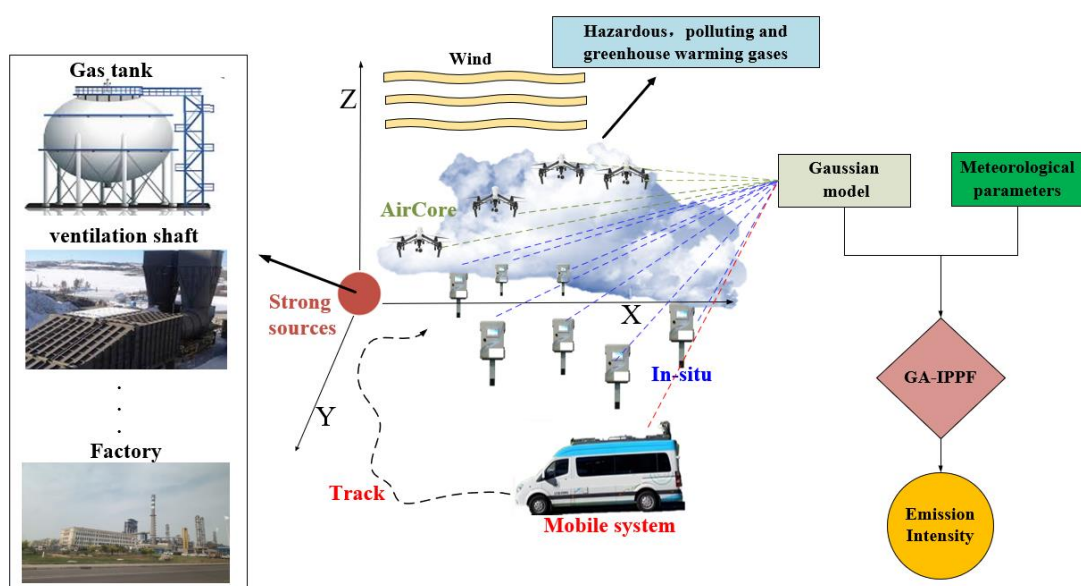 Gas tank
ventilation shaft
.
.
.
Factory
Hazardous, polluting and
greenhouse warming gases
Wind
Z
AirCore
Strong
sources
X
Y
In-situ
Track
Mobile system
Gaussian
model
Meteorological
parameters
GA-IPPF
Emission
Intensity